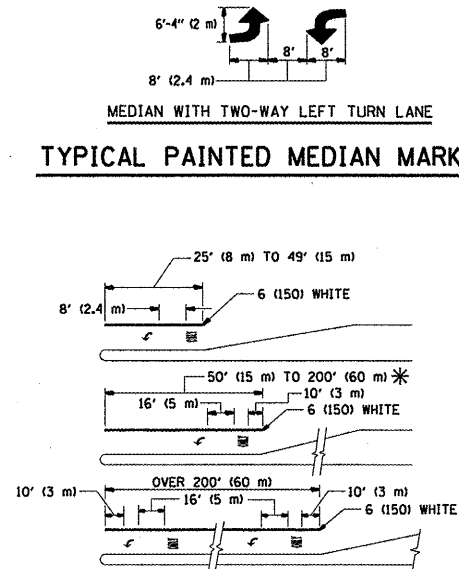 6'-4" (2 m)
8' 8'
8' (2.4 m)
MEDIAN WITH TWO-WAY LEFT TURN LANE
TYPICAL PAINTED MEDIAN MARK
25' (8 m) TO 49' (15 m)
8' (2.4 m)
6 (150) WHITE
50' (15 m) TO 200' (60 m) *
16' (5 m) 10' (3 m)
6 (150) WHITE
OVER 200' (60 m)
10' (3 m) 16' (5 m) 10' (3 m)
6 (150) WHITE